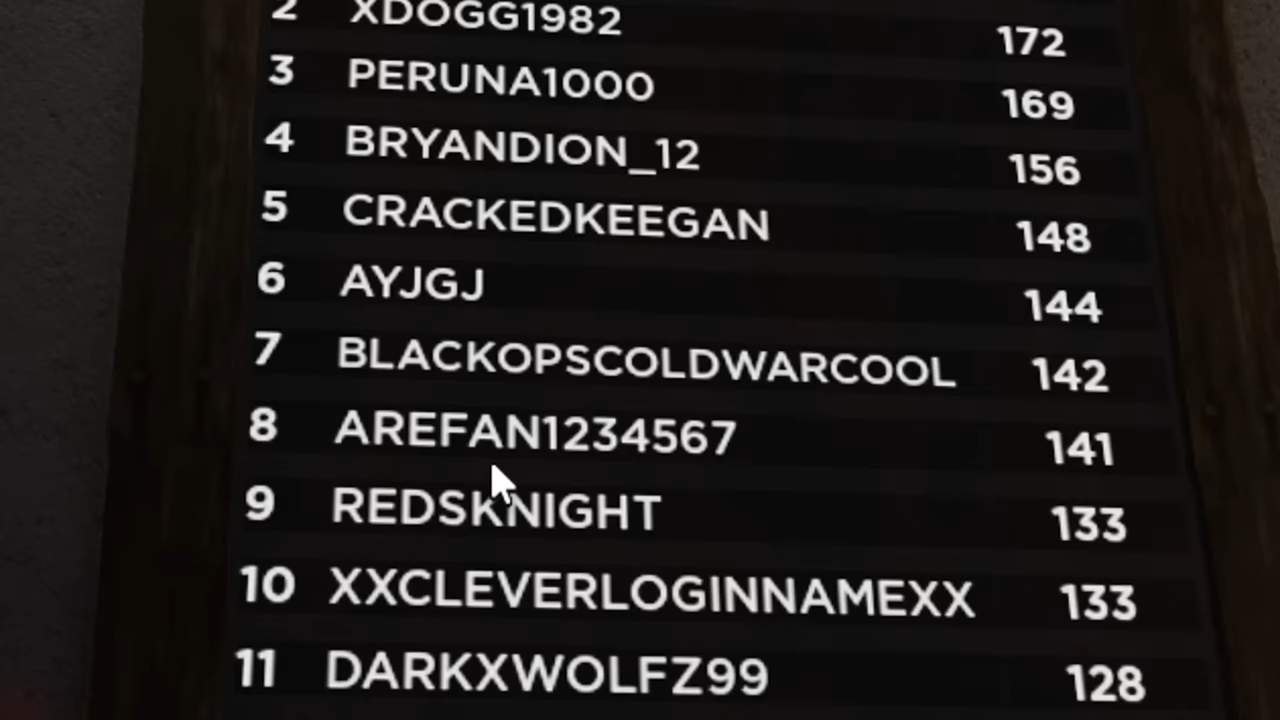 2 XDOGG1982 172
3 PERUNA1000 169
4 BRYANDION_12 156
5 CRACKEDKEEGAN 148
6 AYJGJ 144
7 BLACKOPSCOLDWARCOOL 142
8 AREFAN1234567 141
9 REDSKNIGHT 133
10 XXCLEVERLOGINNAMEXX 133
11 DARKXWOLFZ99 128